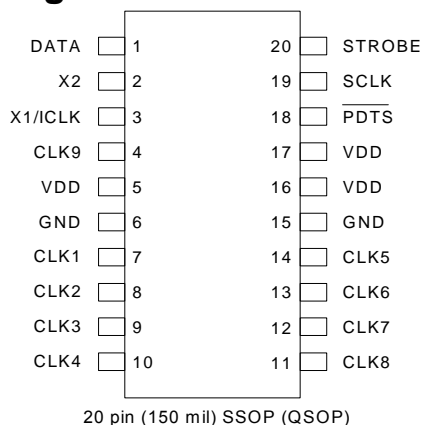 g
DATA 1 20 STROBE
X2 2 19 SCLK
X1/ICLK 3 18 PDTS
CLK9 4 17 VDD
VDD 5 16 VDD
GND 6 15 GND
CLK1 7 14 CLK5
CLK2 8 13 CLK6
CLK3 9 12 CLK7
CLK4 10 11 CLK8
20 pin (150 mil) SSOP (QSOP)